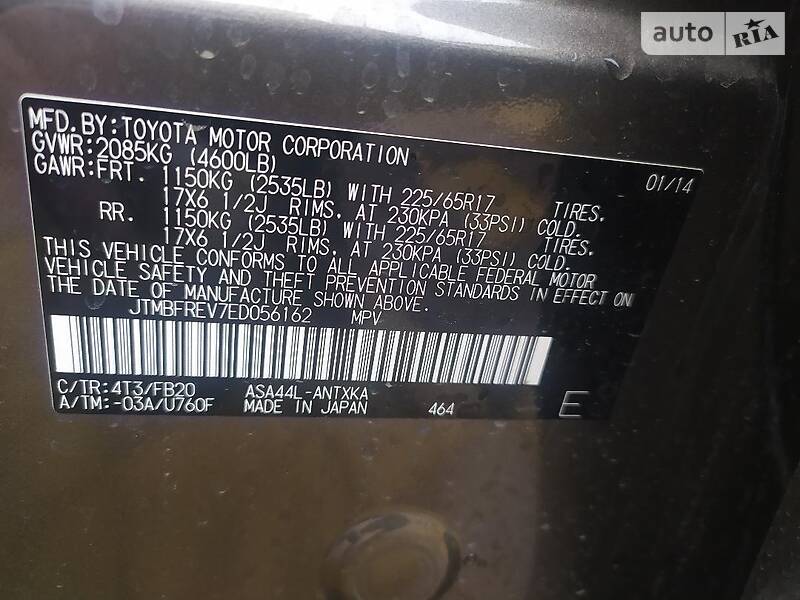 auto RIA
MFD.BY:TOYOTA MOTOR CORPORATION 01/14
GVWR:2085KG (4600LB)
GAWR:FRT. 1150KG (2535LB) WITH 225/65R17 TIRES,
17X6 1/2J RIMS, AT 230KPA (33PSI) COLD.
RR. 1150KG (2535LB) WITH 225/65R17 TIRES,
17X6 1/2J RIMS, AT 230KPA (33PSI) COLD.
THIS VEHICLE CONFORMS TO ALL APPLICABLE FEDERAL MOTOR
VEHICLE SAFETY AND THEFT PREVENTION STANDARDS IN EFFECT ON
THE DATE OF MANUFACTURE SHOWN ABOVE.
JTMBFREV7ED056162 MPV
C/TR:4T3/FB20 ASA44L-ANTXKA
A/TM:-03A/U760F MADE IN JAPAN 464 E